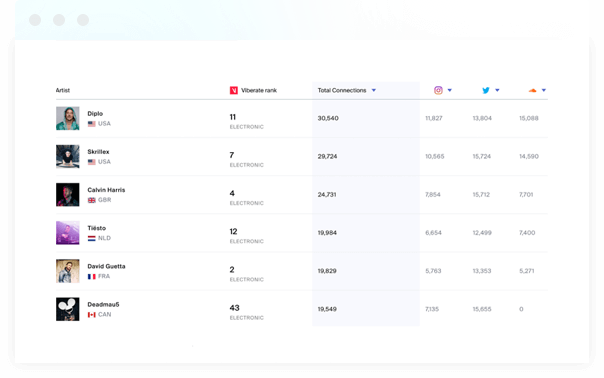 Artist Viberate rank Total Connections
Diplo 11 30,540 11,827 13,804 15,088
USA ELECTRONIC
Skrillex 7 29,724 10,565 15,724 14,590
USA ELECTRONIC
Calvin Harris 4 24,731 7,854 15,712 7,701
GBR ELECTRONIC
Tiësto 12 19,984 6,654 12,499 7,400
NLD ELECTRONIC
David Guetta 2 19,829 5,763 13,353 5,271
FRA ELECTRONIC
Deadmau5 43 19,549 7,135 15,655 0
CAN ELECTRONIC